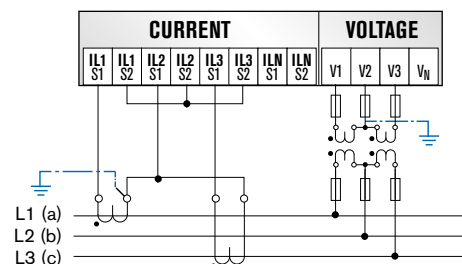 CURRENT VOLTAGE
IL1 IL1 IL2 IL2 IL3 IL3 ILN ILN
S1 S2 S1 S2 S1 S2 S1 S2 V1 V2 V3 VN
L1 (a)
L2 (b)
L3 (c)